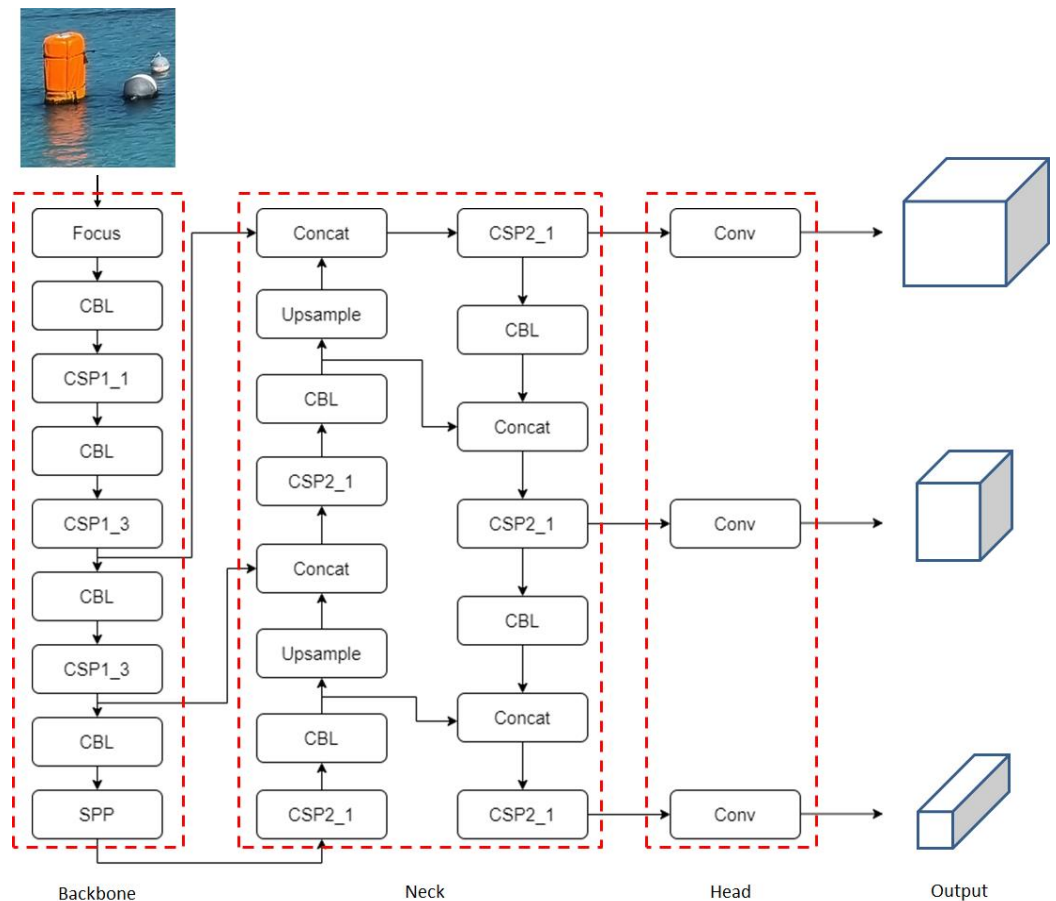 Focus
CBL
CSP1_1
CBL
CSP1_3
CBL
CSP1_3
CBL
SPP
Concat
Upsample
CBL
CSP2_1
Concat
Upsample
CBL
CSP2_1
CSP2_1
CBL
Concat
CSP2_1
CBL
Concat
CSP2_1
Conv
Conv
Conv
Backbone
Neck
Head
Output